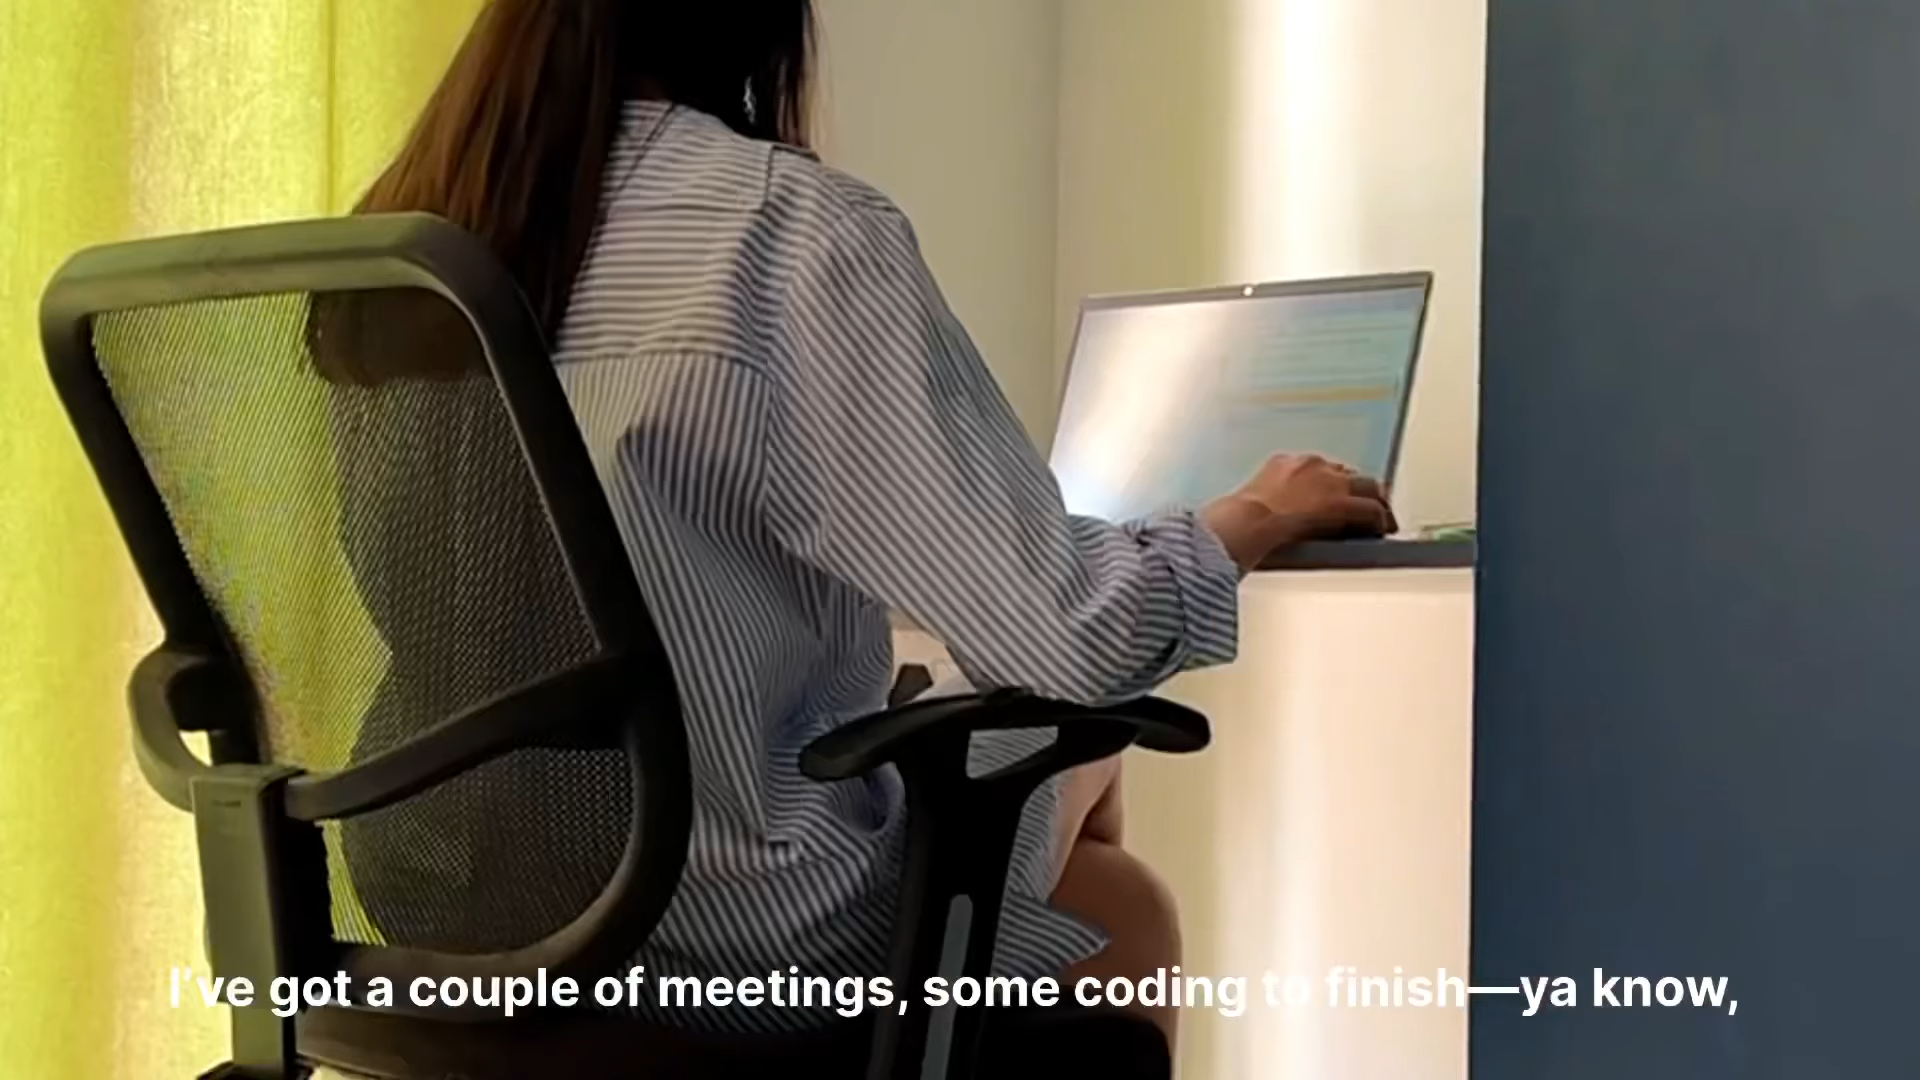 I've got a couple of meetings, some coding to finish—ya know,